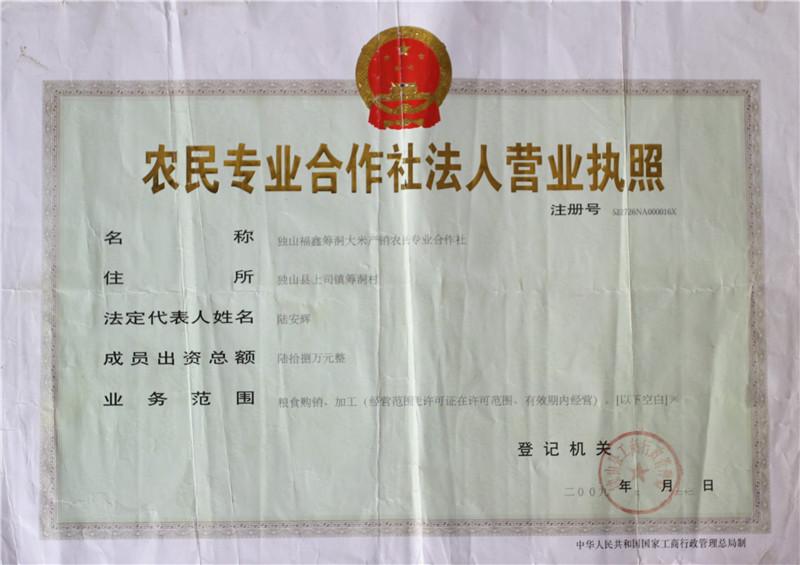 农民专业合作社法人营业执照
注册号 522726NA000016X
名称 独山福鑫筹洞大米产销农民专业合作社
住所 独山县上司镇筹洞村
法定代表人姓名 陆安辉
成员出资总额 陆拾捌万元整
业务范围 粮食购销、加工（经营范围凭许可证在许可范围、有效期内经营）。[以下空白]※
登记机关
二00九 年 月 日
中华人民共和国国家工商行政管理总局制